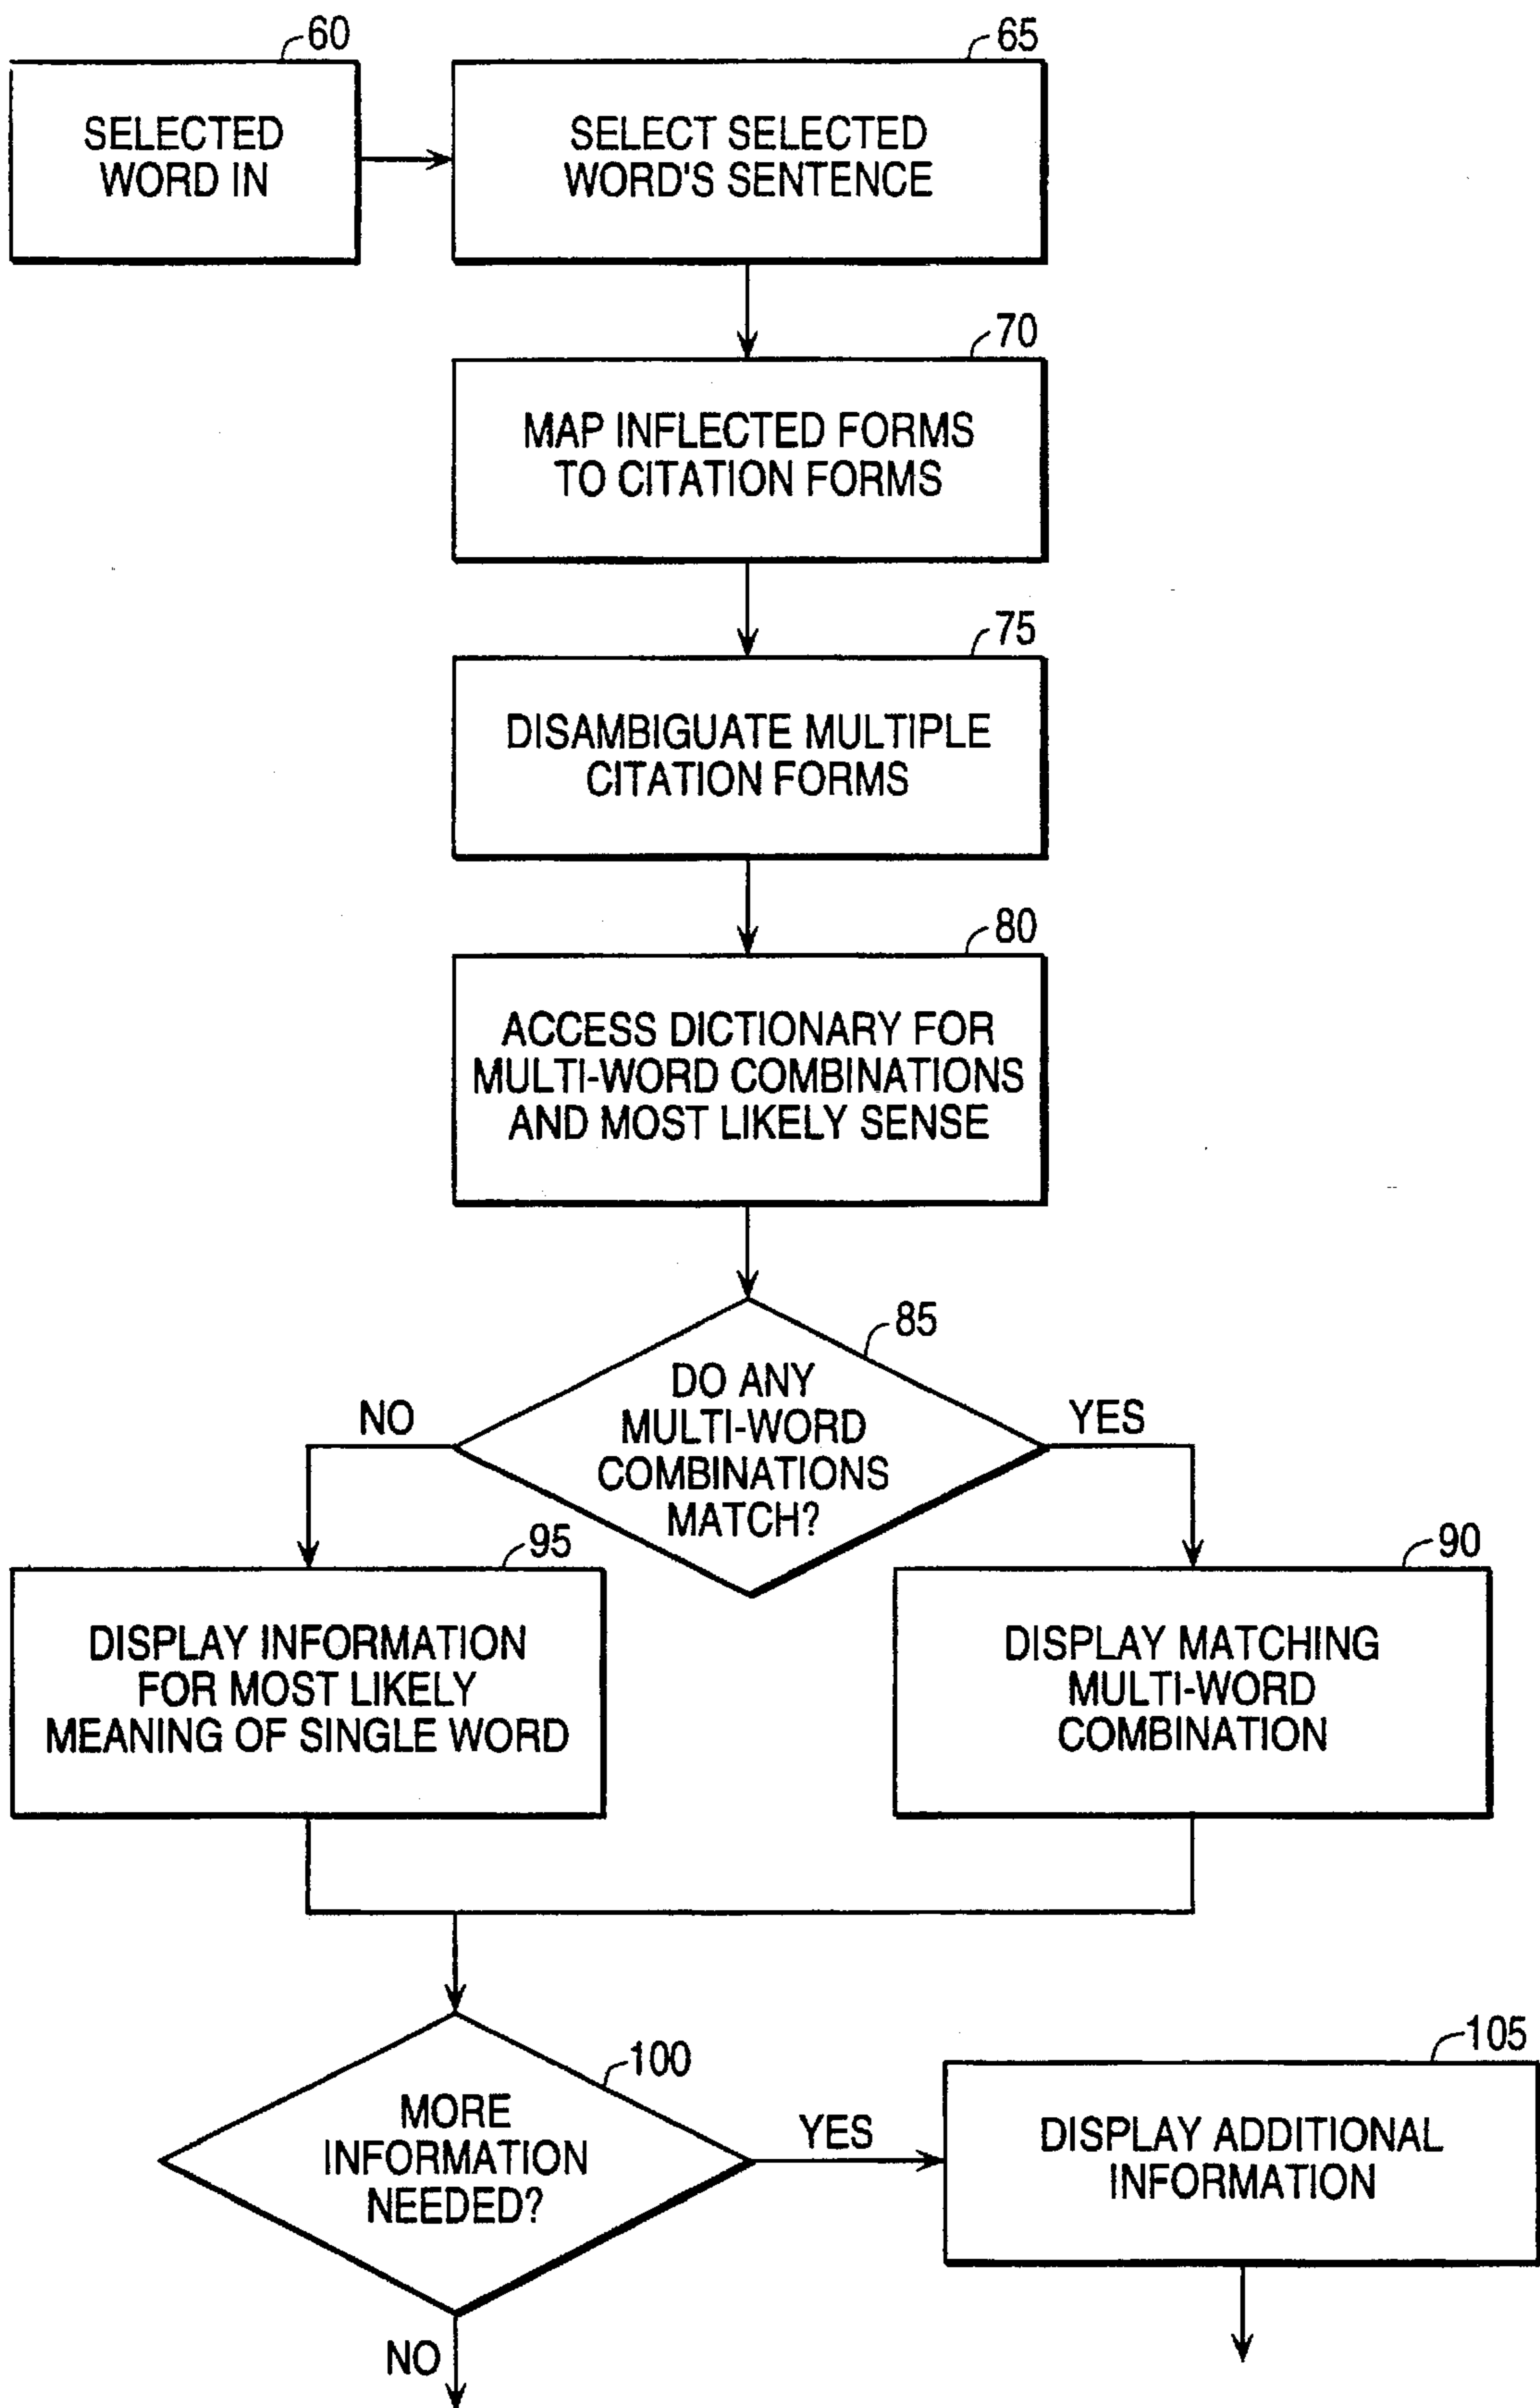 60
SELECTED
WORD IN
65
SELECT SELECTED
WORD'S SENTENCE
70
MAP INFLECTED FORMS
TO CITATION FORMS
75
DISAMBIGUATE MULTIPLE
CITATION FORMS
80
ACCESS DICTIONARY FOR
MULTI-WORD COMBINATIONS
AND MOST LIKELY SENSE
85
DO ANY
MULTI-WORD
COMBINATIONS
MATCH?
NO
YES
95
DISPLAY INFORMATION
FOR MOST LIKELY
MEANING OF SINGLE WORD
90
DISPLAY MATCHING
MULTI-WORD
COMBINATION
100
MORE
INFORMATION
NEEDED?
YES
NO
105
DISPLAY ADDITIONAL
INFORMATION